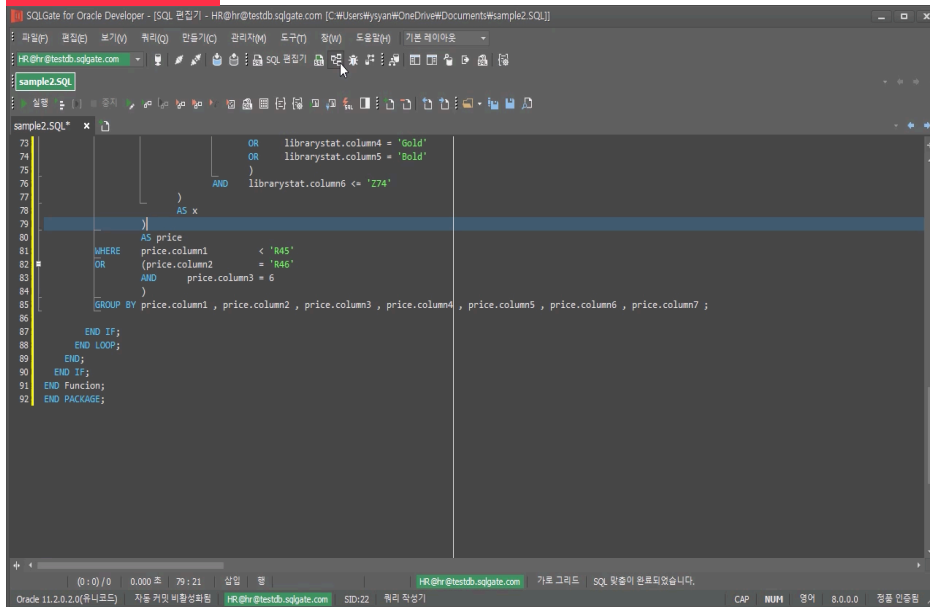 SQLGate for Oracle Developer - [SQL 편집기 - HR@hr@testdb.sqlgate.com [C:₩Users₩ysyan₩OneDrive₩Documents₩sample2.SQL]]
파일(F) 편집(E) 보기(V) 쿼리(Q) 만들기(C) 관리자(M) 도구(T) 창(W) 도움말(H) 기본 레이아웃
HR@hr@testdb.sqlgate.com SQL 편집기
sample2.SQL
실행 중지
sample2.SQL*
73 OR librarystat.column4 = 'Gold'
74 OR librarystat.column5 = 'Bold'
75 )
76 AND librarystat.column6 <= 'Z74'
77 )
78 AS x
79 )
80 AS price
81 WHERE price.column1 < 'R45'
82 OR (price.column2 = 'R46'
83 AND price.column3 = 6
84 )
85 GROUP BY price.column1 , price.column2 , price.column3 , price.column4 , price.column5 , price.column6 , price.column7 ;
86
87 END IF;
88 END LOOP;
89 END;
90 END IF;
91 END Funcion;
92 END PACKAGE;
(0 : 0) / 0 0.000 초 79 : 21 삽입 행 HR@hr@testdb.sqlgate.com 가로 그리드 SQL 맞춤이 완료되었습니다.
Oracle 11.2.0.2.0(유니코드) 자동 커밋 비활성화됨 HR@hr@testdb.sqlgate.com SID:22 쿼리 작성기 CAP NUM 영어 8.0.0.0 정품 인증됨